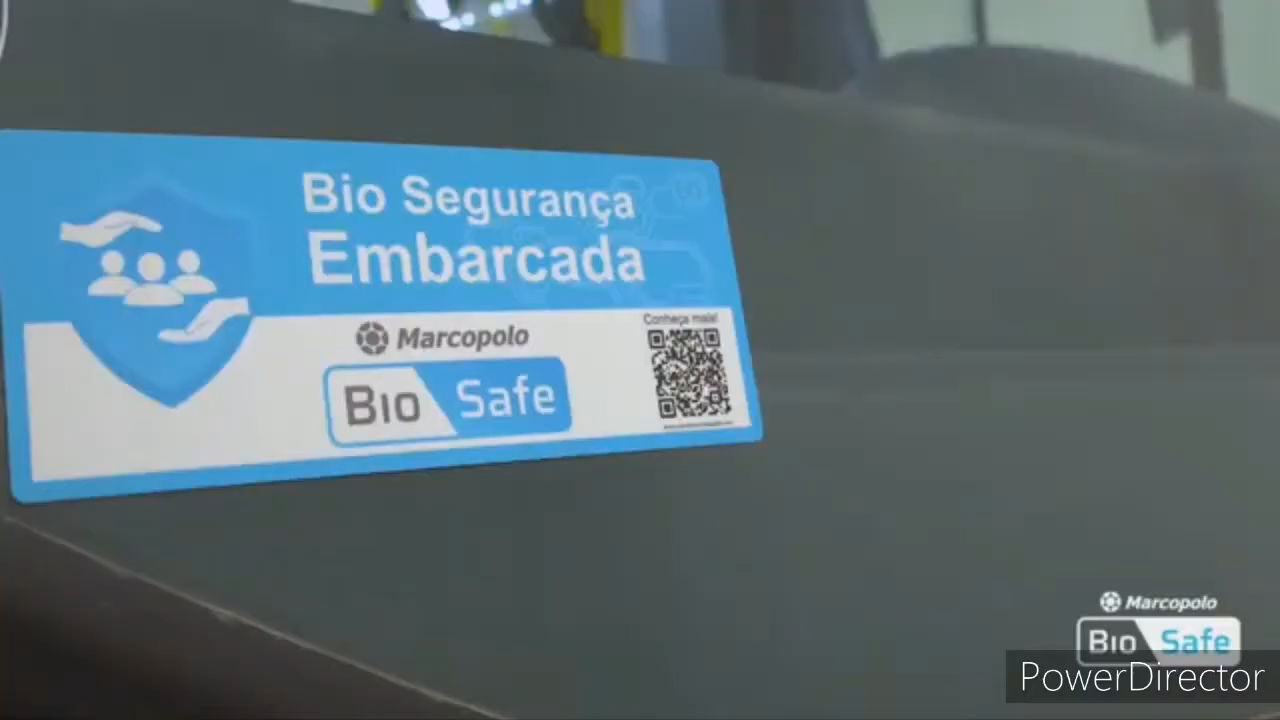 Bio Segurança
Embarcada
Marcopolo
Bio Safe
Conheça mais!
Marcopolo
Bio Safe
PowerDirector